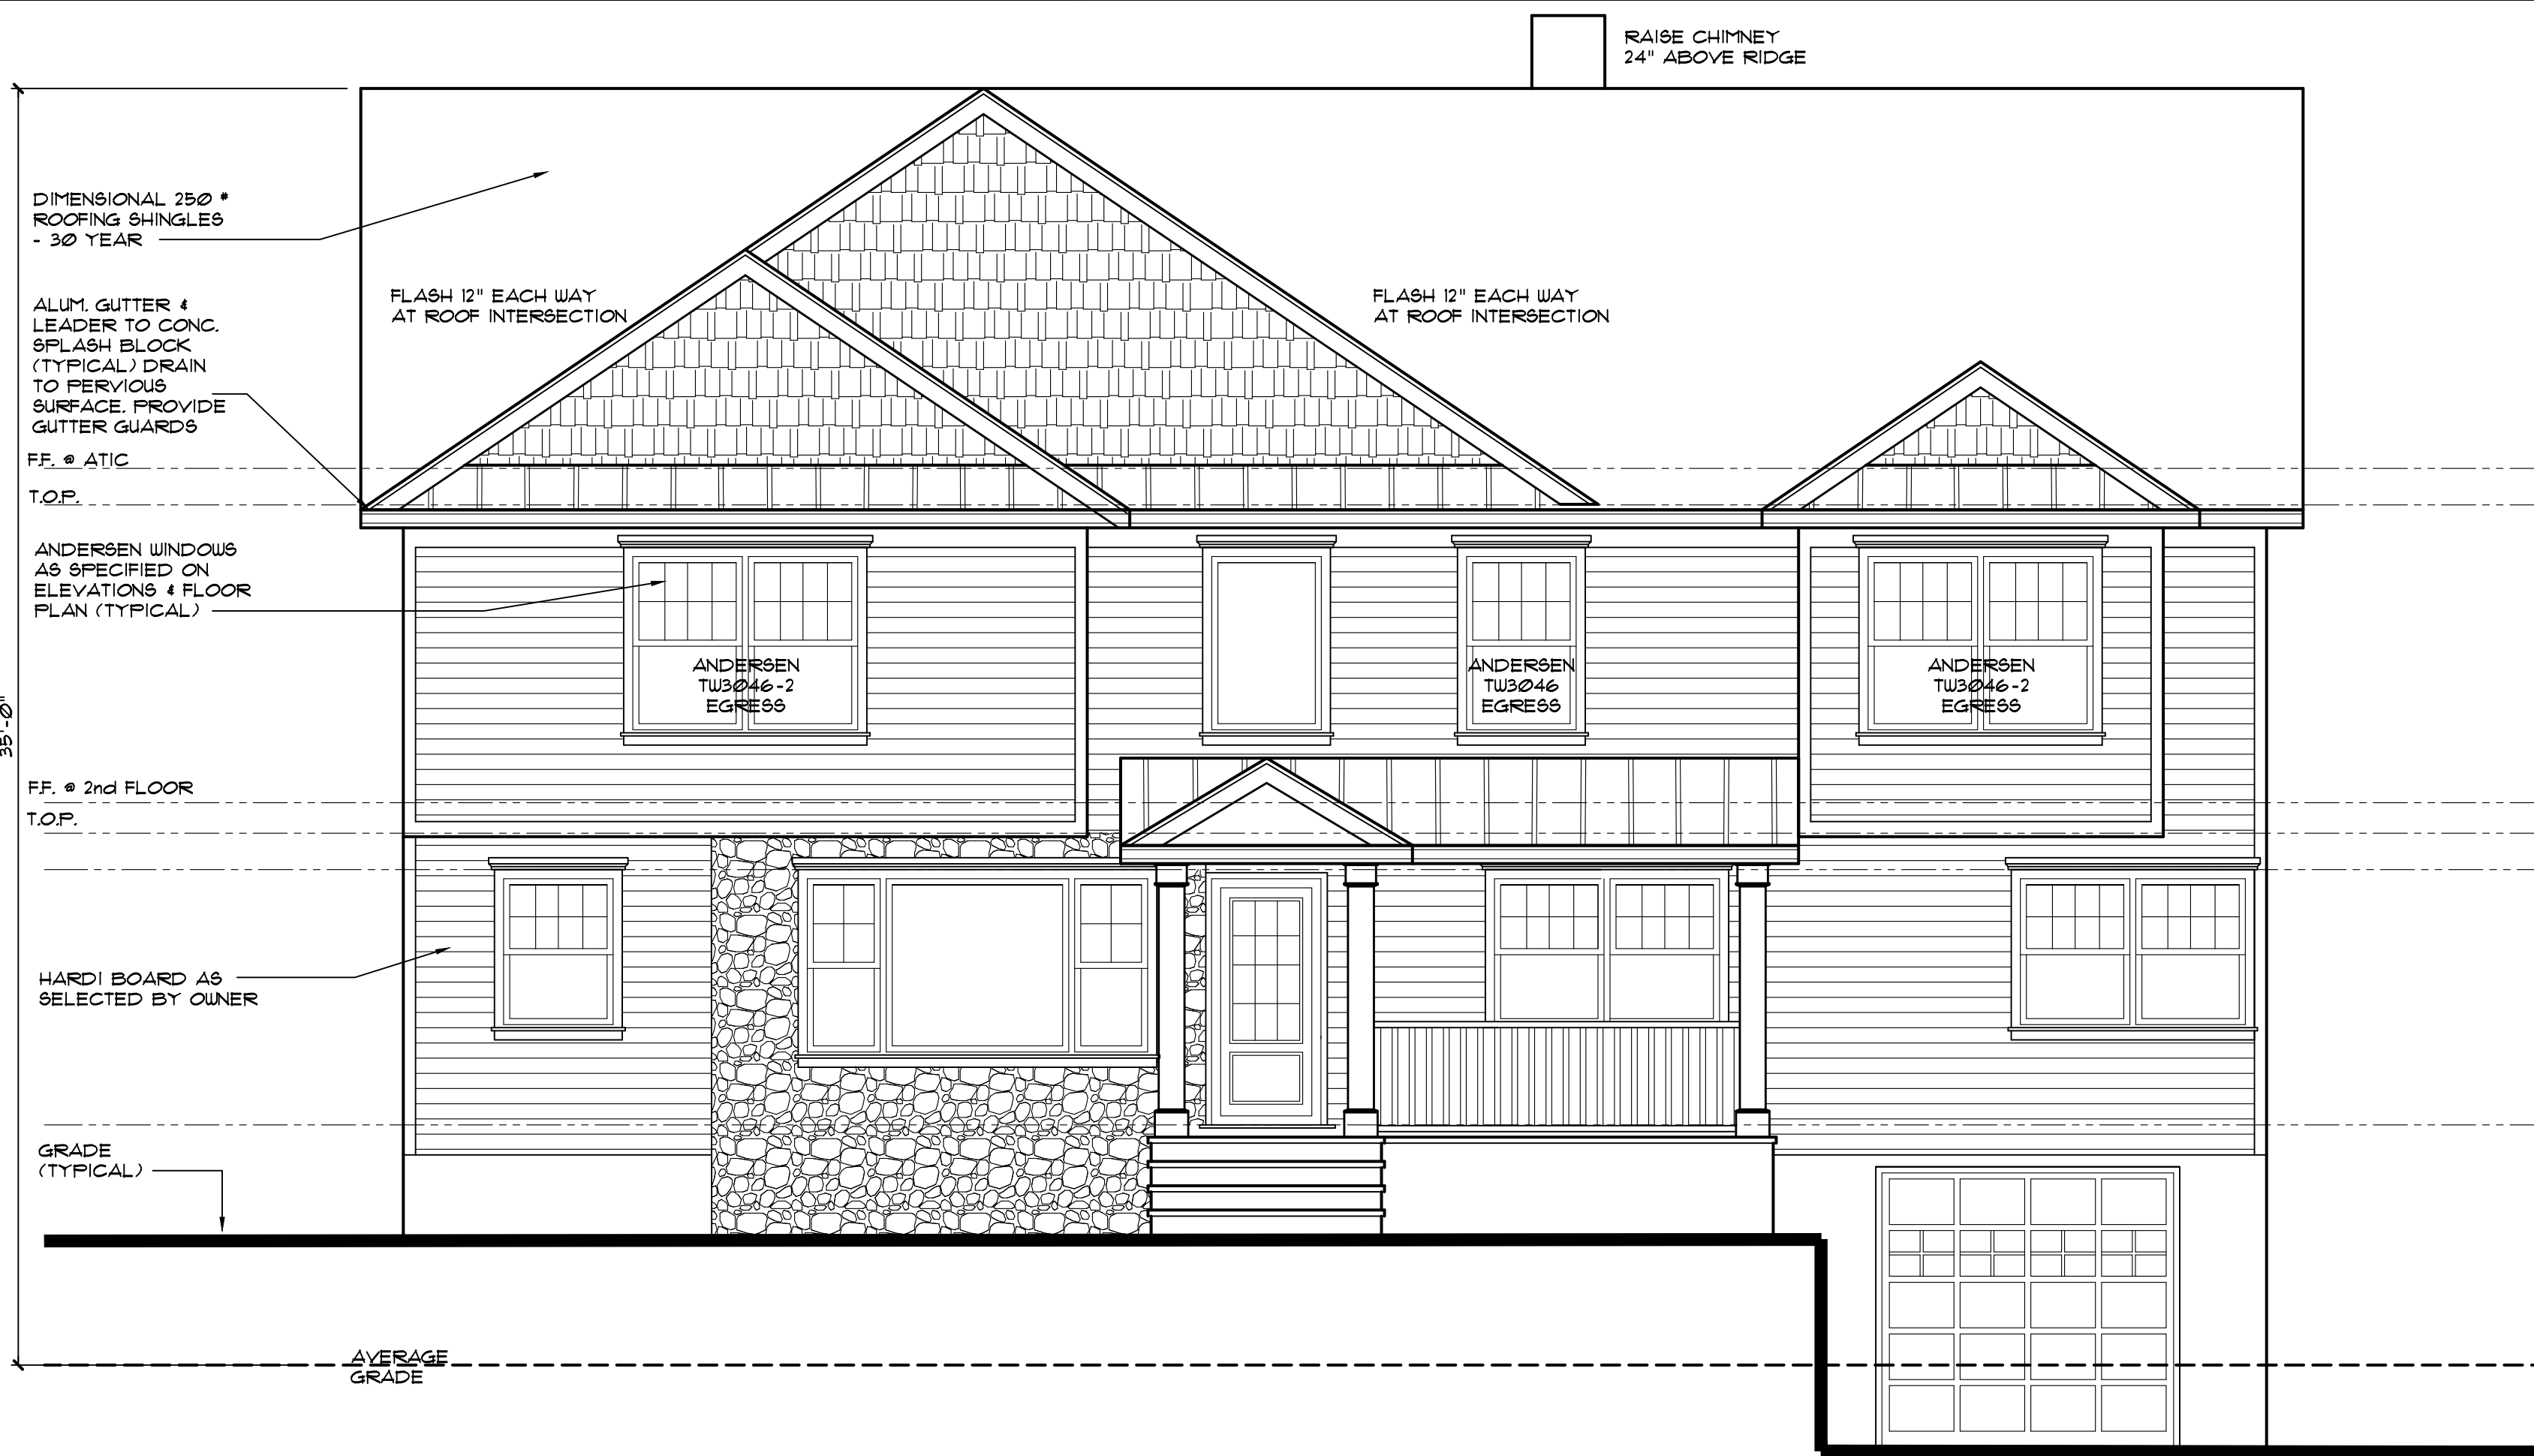 RAISE CHIMNEY
24" ABOVE RIDGE
DIMENSIONAL 250 #
ROOFING SHINGLES
- 30 YEAR
FLASH 12" EACH WAY
AT ROOF INTERSECTION
FLASH 12" EACH WAY
AT ROOF INTERSECTION
ALUM. GUTTER &
LEADER TO CONC.
SPLASH BLOCK
(TYPICAL) DRAIN
TO PERVIOUS
SURFACE. PROVIDE
GUTTER GUARDS
F.F. @ ATIC
T.O.P.
ANDERSEN WINDOWS
AS SPECIFIED ON
ELEVATIONS & FLOOR
PLAN (TYPICAL)
ANDERSEN
TW3046-2
EGRESS
ANDERSEN
TW3046
EGRESS
ANDERSEN
TW3046-2
EGRESS
35'-0"
F.F. @ 2nd FLOOR
T.O.P.
HARDI BOARD AS
SELECTED BY OWNER
GRADE
(TYPICAL)
AVERAGE
GRADE